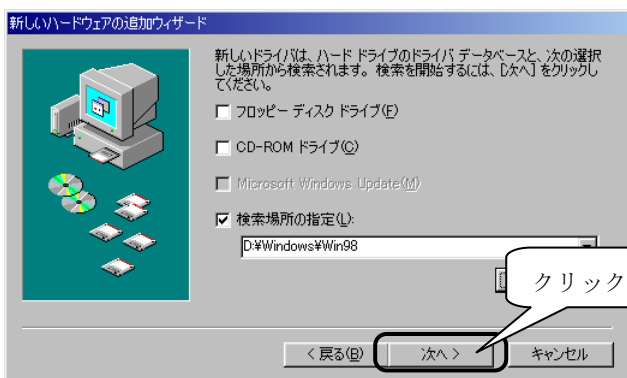 新しいハードウェアの追加ウィザード
新しいドライバは、ハード ドライブのドライバ データベースと、次の選択
した場所から検索されます。 検索を開始するには、[次へ] をクリックし
てください。
フロッピー ディスク ドライブ(F)
CD-ROM ドライブ(C)
Microsoft Windows Update(M)
検索場所の指定(L):
D:¥Windows¥Win98
クリック
< 戻る(B)
次へ >
キャンセル